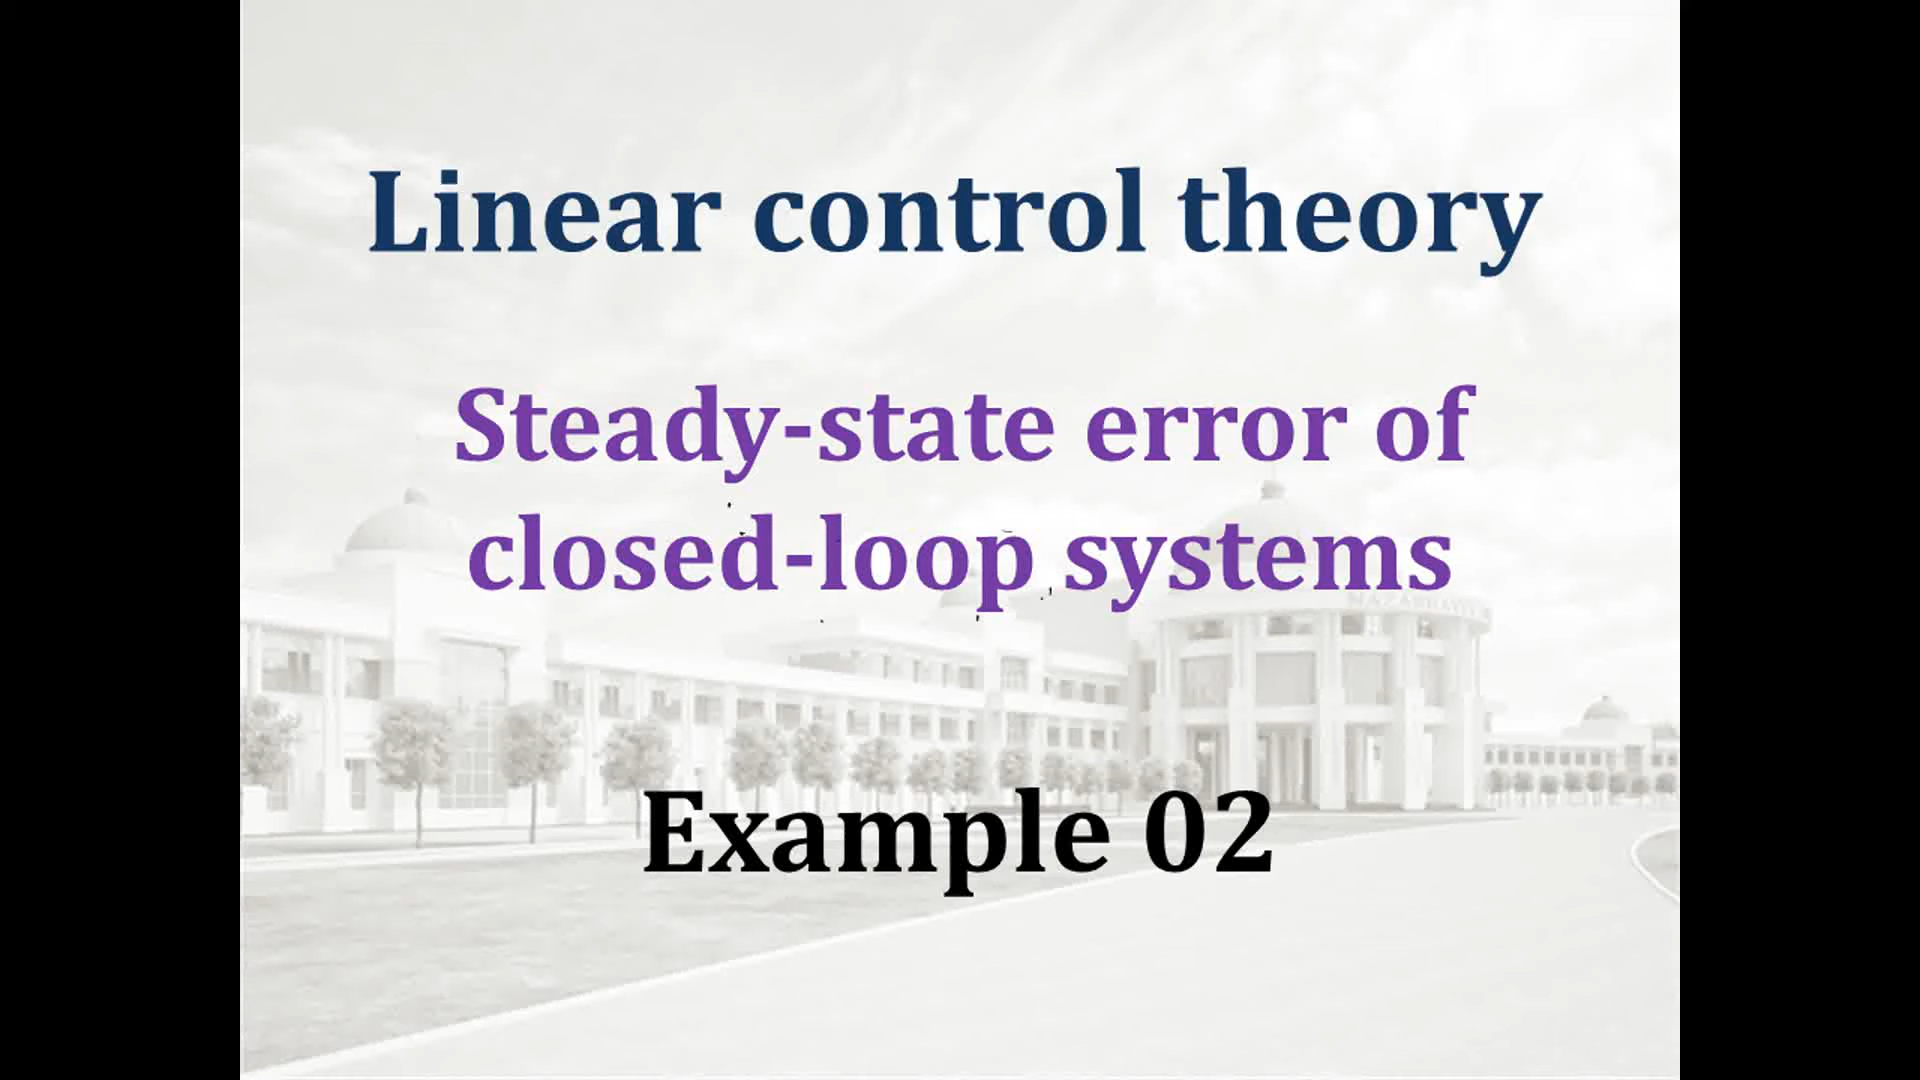 Linear control theory
Steady-state error of
closed-loop systems
Example 02